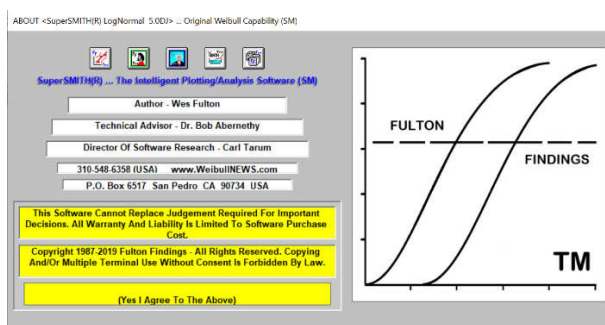 ABOUT <SuperSMITH(R) LogNormal 5.0DJ> ... Original Weibull Capability (SM)
SuperSMITH(R) ... The Intelligent Plotting/Analysis Software (SM)
Author - Wes Fulton
Technical Advisor - Dr. Bob Abernethy
Director Of Software Research - Carl Tarum
310-548-6358 (USA) www.WeibullNEWS.com
P.O. Box 6517 San Pedro CA 90734 USA
This Software Cannot Replace Judgement Required For Important
Decisions. All Warranty And Liability Is Limited To Software Purchase
Cost.
Copyright 1987-2019 Fulton Findings - All Rights Reserved. Copying
And/Or Multiple Terminal Use Without Consent Is Forbidden By Law.
(Yes I Agree To The Above)
FULTON
FINDINGS
TM